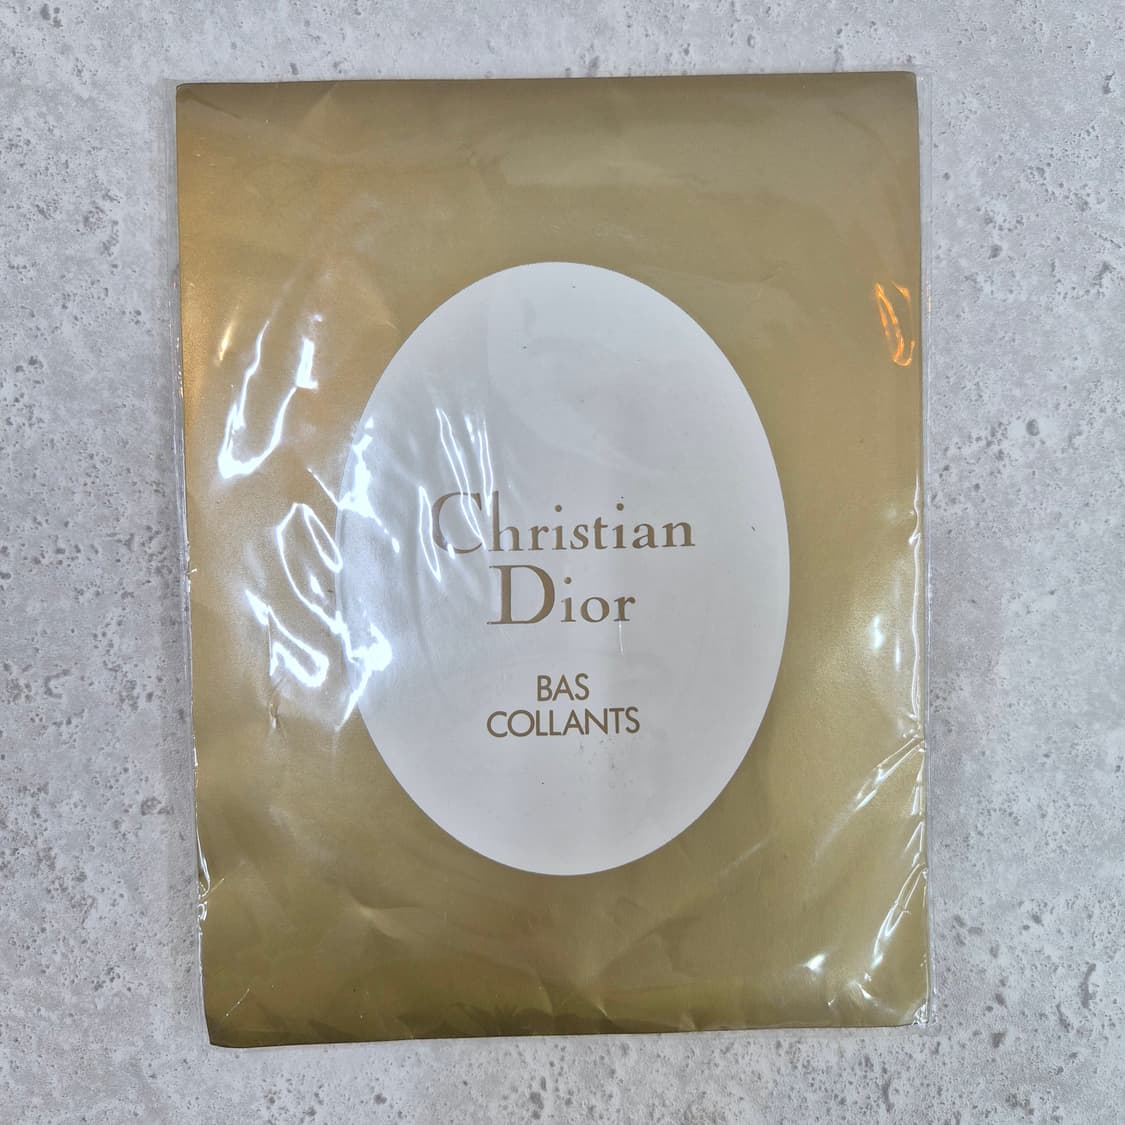 Christian
Dior
BAS
COLLANTS